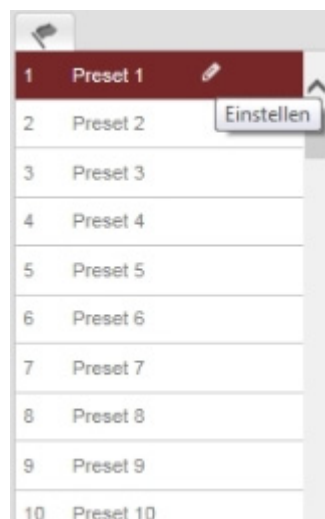 1 Preset 1
Einstellen
2 Preset 2
3 Preset 3
4 Preset 4
5 Preset 5
6 Preset 6
7 Preset 7
8 Preset 8
9 Preset 9
10 Preset 10